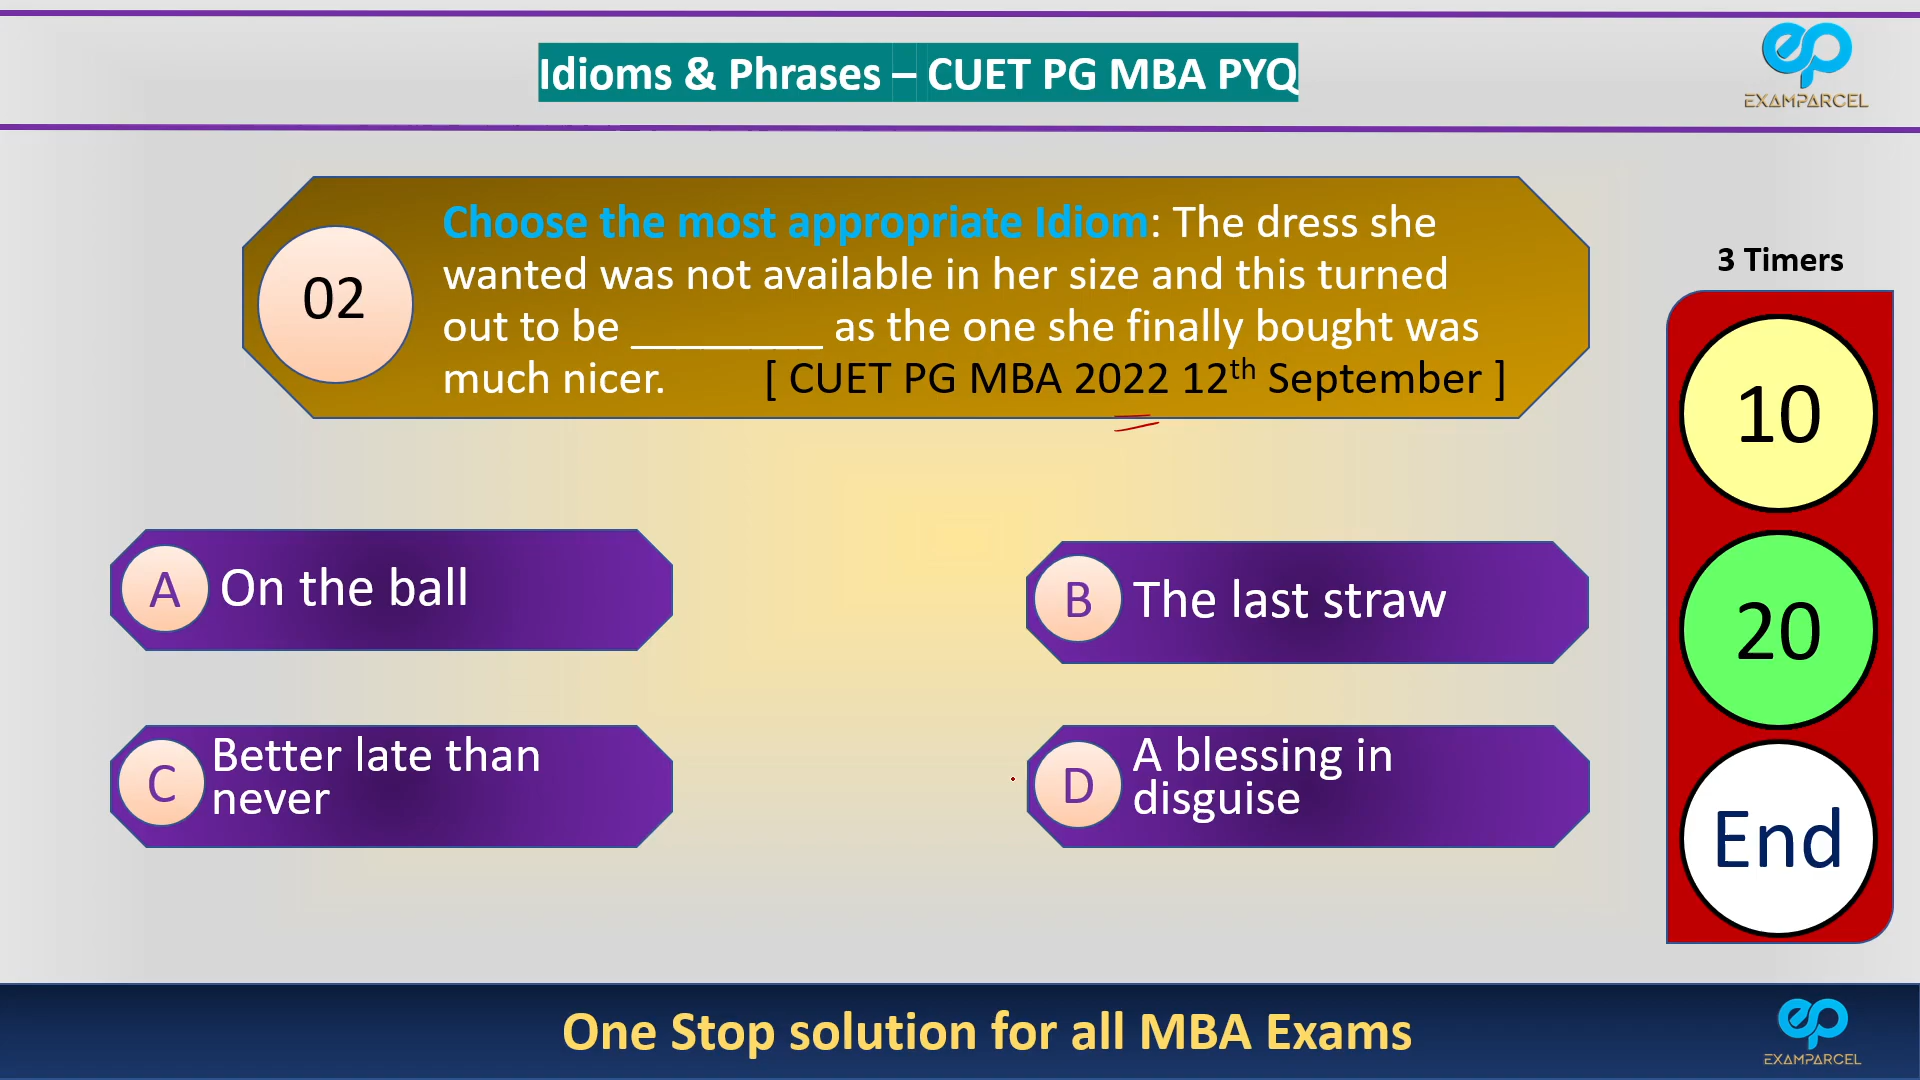 Idioms & Phrases – CUET PG MBA PYQ
EXAMPARCEL
02
Choose the most appropriate Idiom: The dress she
wanted was not available in her size and this turned
out to be ________ as the one she finally bought was
much nicer. [ CUET PG MBA 2022 12th September ]
3 Timers
10
20
End
A On the ball
B The last straw
C Better late than
never
D A blessing in
disguise
One Stop solution for all MBA Exams
EXAMPARCEL